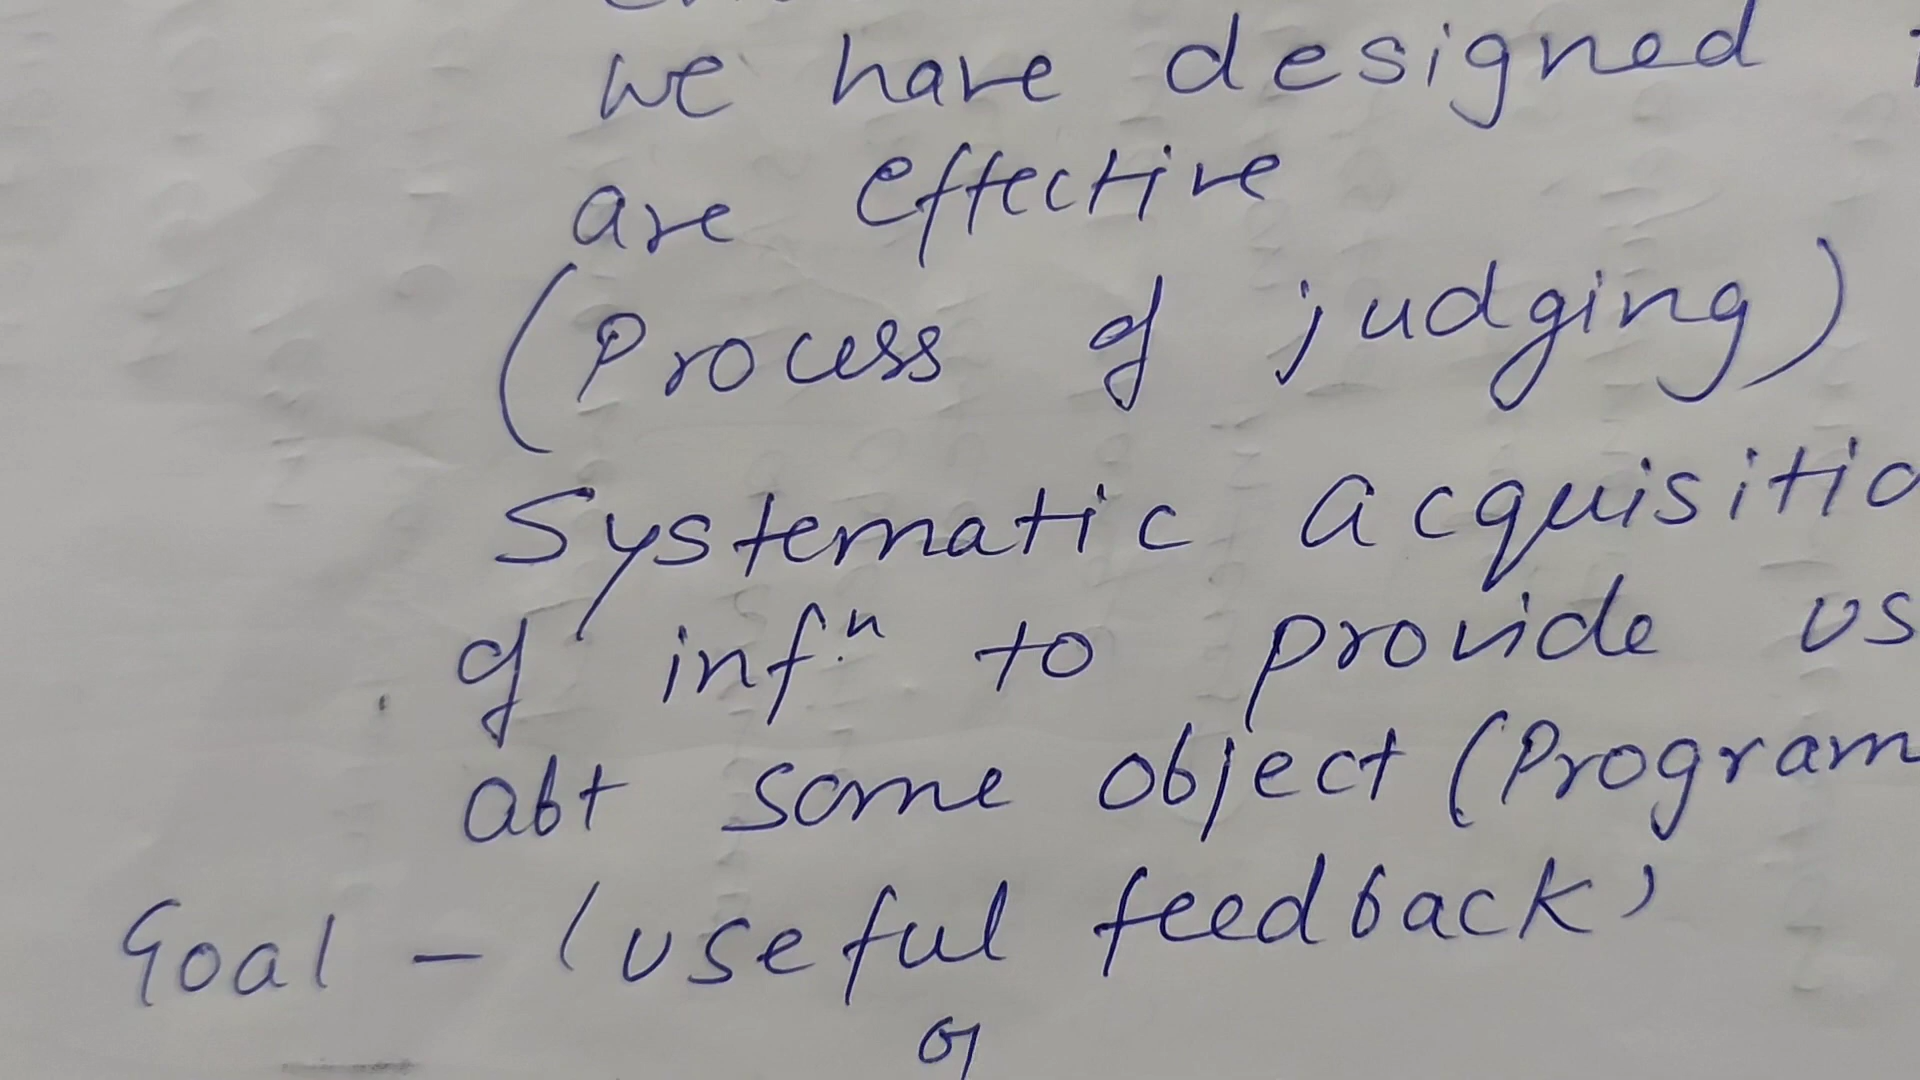 we have designed
are effective
(Process of judging)
Systematic acquisitio
of infⁿ to provide us
abt some object (Program
Goal - (useful feedback)
or